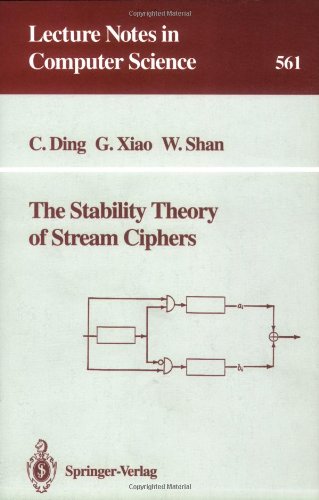 Lecture Notes in
Computer Science
561
C. Ding G. Xiao W. Shan
The Stability Theory
of Stream Ciphers
aᵢ
bᵢ
Springer-Verlag